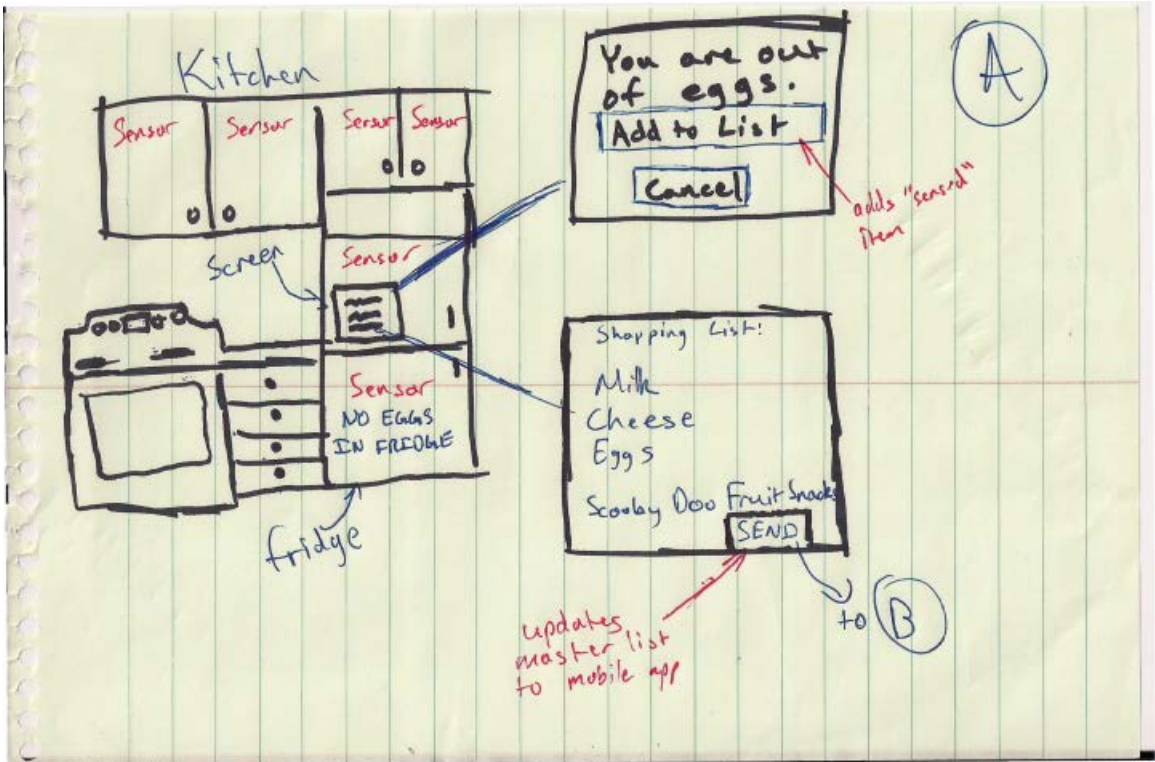 Kitchen
Sensor
Sensor
Sensor
Sensor
Screen
Sensor
Sensor
NO EGGS
IN FRIDGE
fridge
You are out
of eggs.
Add to List
Cancel
adds "sensed"
item
A
Shopping List:
Milk
Cheese
Eggs
Scooby Doo Fruit Snacks
SEND
updates
master list
to mobile app
to B